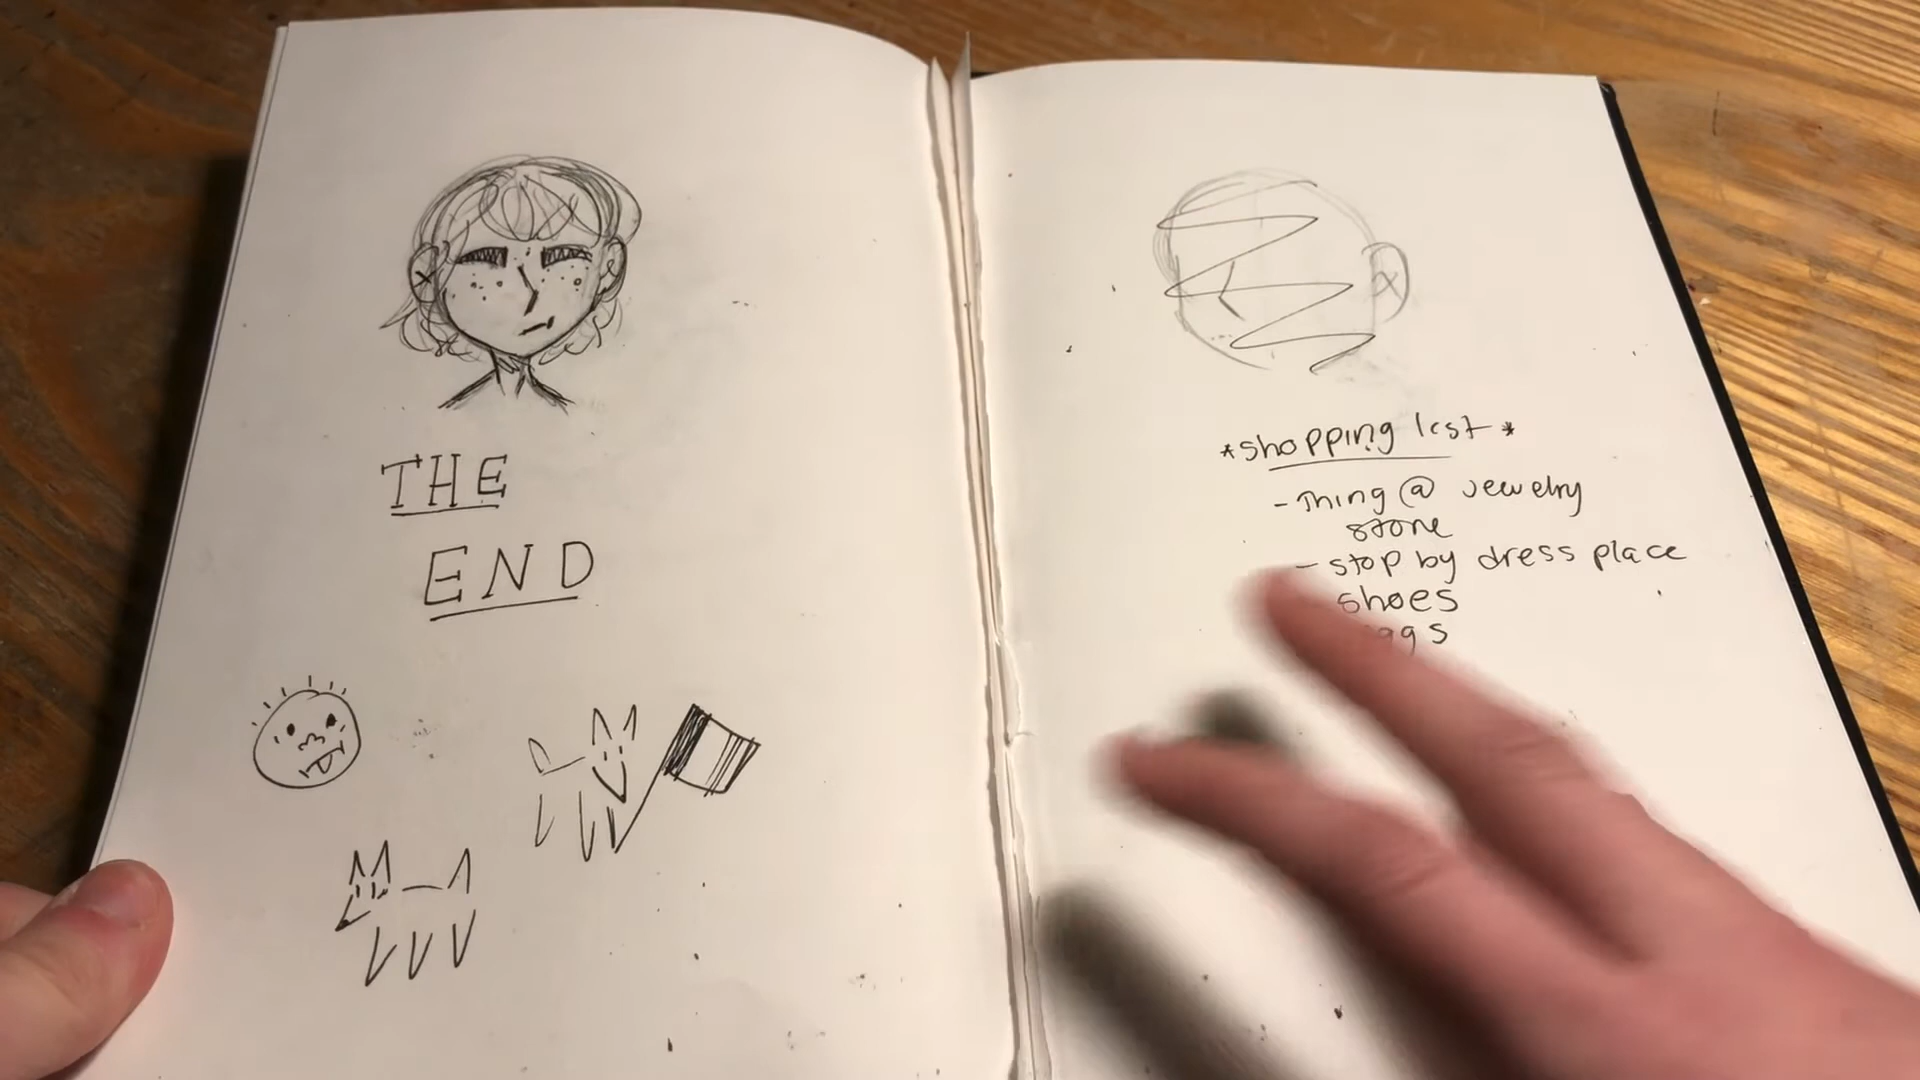 THE
END
*shopping list*
- Thing @ jewelry
store
- stop by dress place
shoes